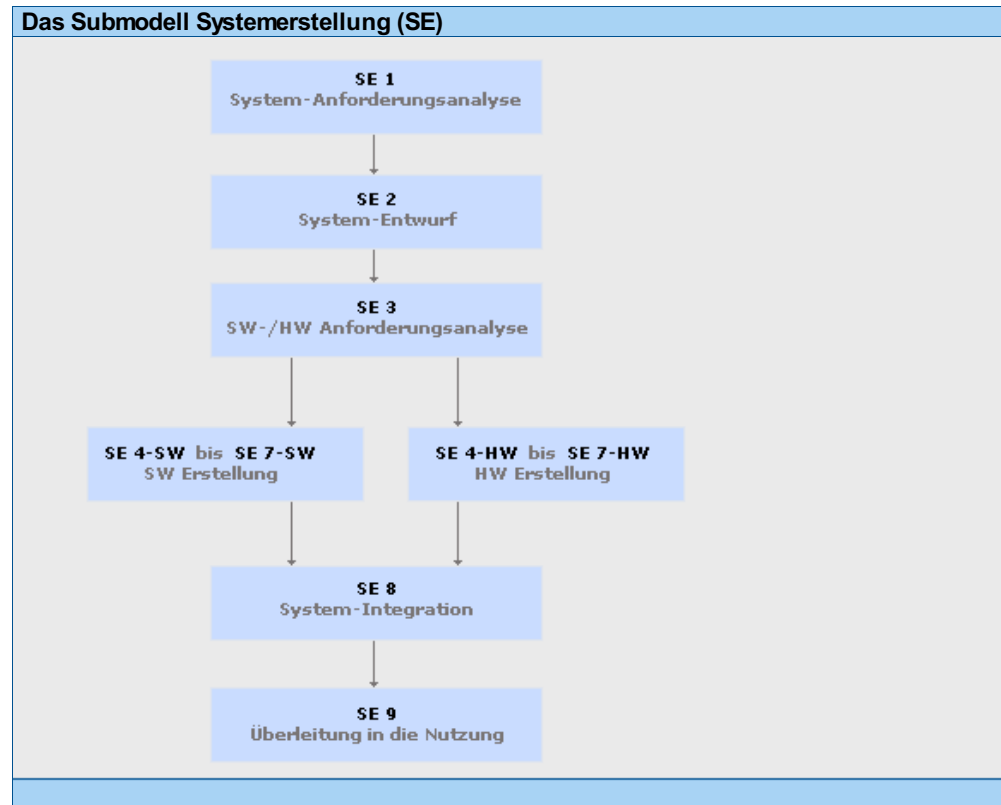 Das Submodell Systemerstellung (SE)
SE 1
System-Anforderungsanalyse
SE 2
System-Entwurf
SE 3
SW-/HW Anforderungsanalyse
SE 4-SW bis SE 7-SW
SW Erstellung
SE 4-HW bis SE 7-HW
HW Erstellung
SE 8
System-Integration
SE 9
Überleitung in die Nutzung